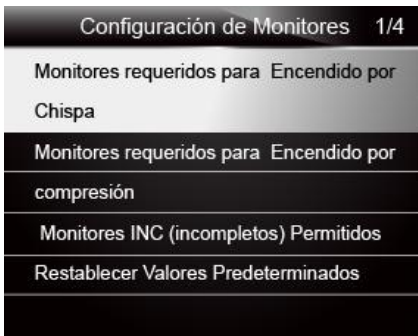 Configuración de Monitores 1/4
Monitores requeridos para Encendido por
Chispa
Monitores requeridos para Encendido por
compresión
Monitores INC (incompletos) Permitidos
Restablecer Valores Predeterminados